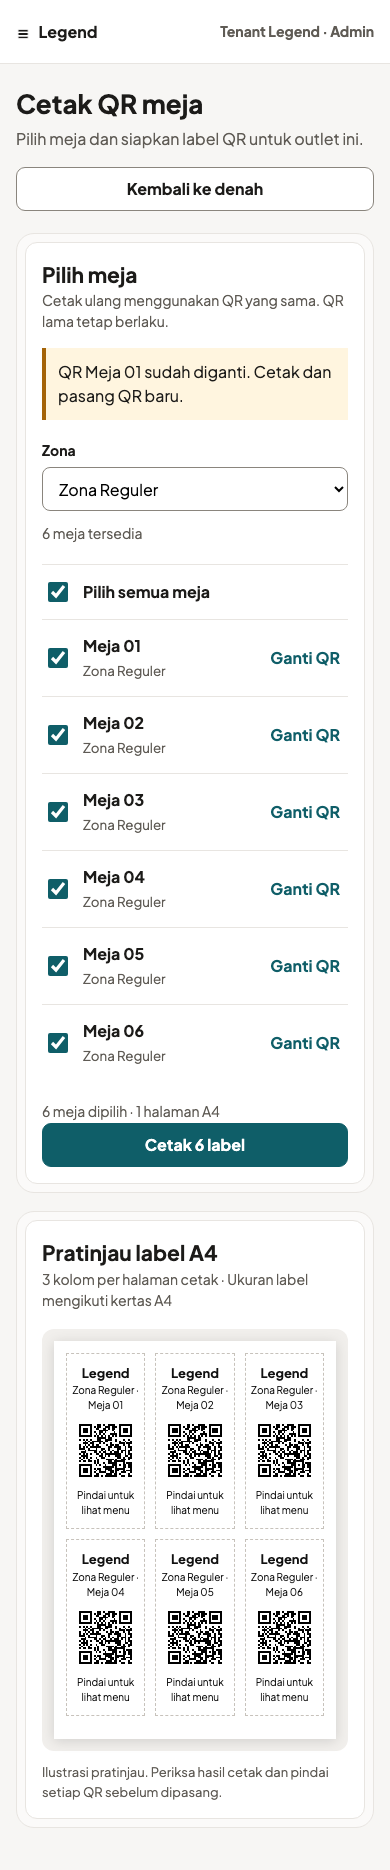 ≡ Legend
Tenant Legend · Admin
Cetak QR meja
Pilih meja dan siapkan label QR untuk outlet ini.
Kembali ke denah
Pilih meja
Cetak ulang menggunakan QR yang sama. QR
lama tetap berlaku.
QR Meja 01 sudah diganti. Cetak dan
pasang QR baru.
Zona
Zona Reguler
6 meja tersedia
Pilih semua meja
Meja 01
Zona Reguler
Ganti QR
Meja 02
Zona Reguler
Ganti QR
Meja 03
Zona Reguler
Ganti QR
Meja 04
Zona Reguler
Ganti QR
Meja 05
Zona Reguler
Ganti QR
Meja 06
Zona Reguler
Ganti QR
6 meja dipilih · 1 halaman A4
Cetak 6 label
Pratinjau label A4
3 kolom per halaman cetak · Ukuran label
mengikuti kertas A4
Legend
Zona Reguler ·
Meja 01
Pindai untuk
lihat menu
Legend
Zona Reguler ·
Meja 02
Pindai untuk
lihat menu
Legend
Zona Reguler ·
Meja 03
Pindai untuk
lihat menu
Legend
Zona Reguler ·
Meja 04
Pindai untuk
lihat menu
Legend
Zona Reguler ·
Meja 05
Pindai untuk
lihat menu
Legend
Zona Reguler ·
Meja 06
Pindai untuk
lihat menu
Ilustrasi pratinjau. Periksa hasil cetak dan pindai
setiap QR sebelum dipasang.